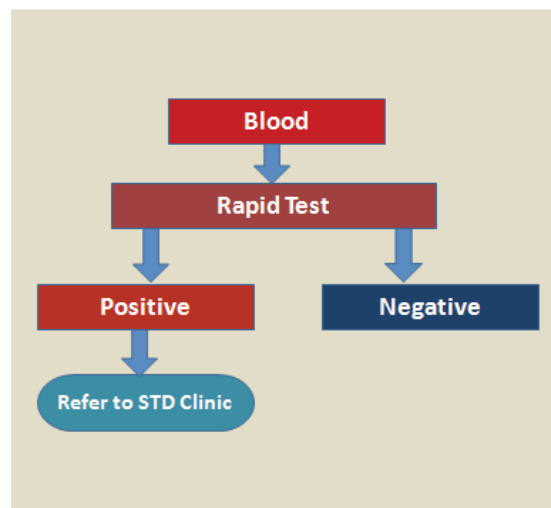 Blood
Rapid Test
Positive
Negative
Refer to STD Clinic